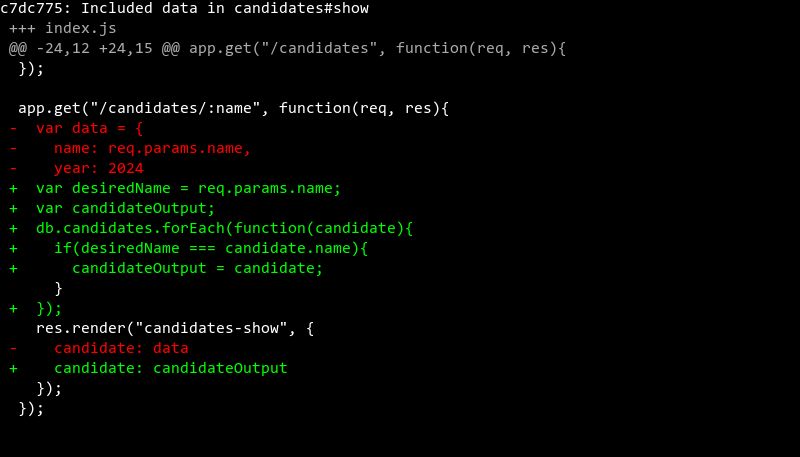 c7dc775: Included data in candidates#show
 +++ index.js
 @@ -24,12 +24,15 @@ app.get("/candidates", function(req, res){
  });

  app.get("/candidates/:name", function(req, res){
 -  var data = {
 -    name: req.params.name,
 -    year: 2024
 +  var desiredName = req.params.name;
 +  var candidateOutput;
 +  db.candidates.forEach(function(candidate){
 +    if(desiredName === candidate.name){
 +      candidateOutput = candidate;
      }
 +  });
    res.render("candidates-show", {
 -    candidate: data
 +    candidate: candidateOutput
    });
  });